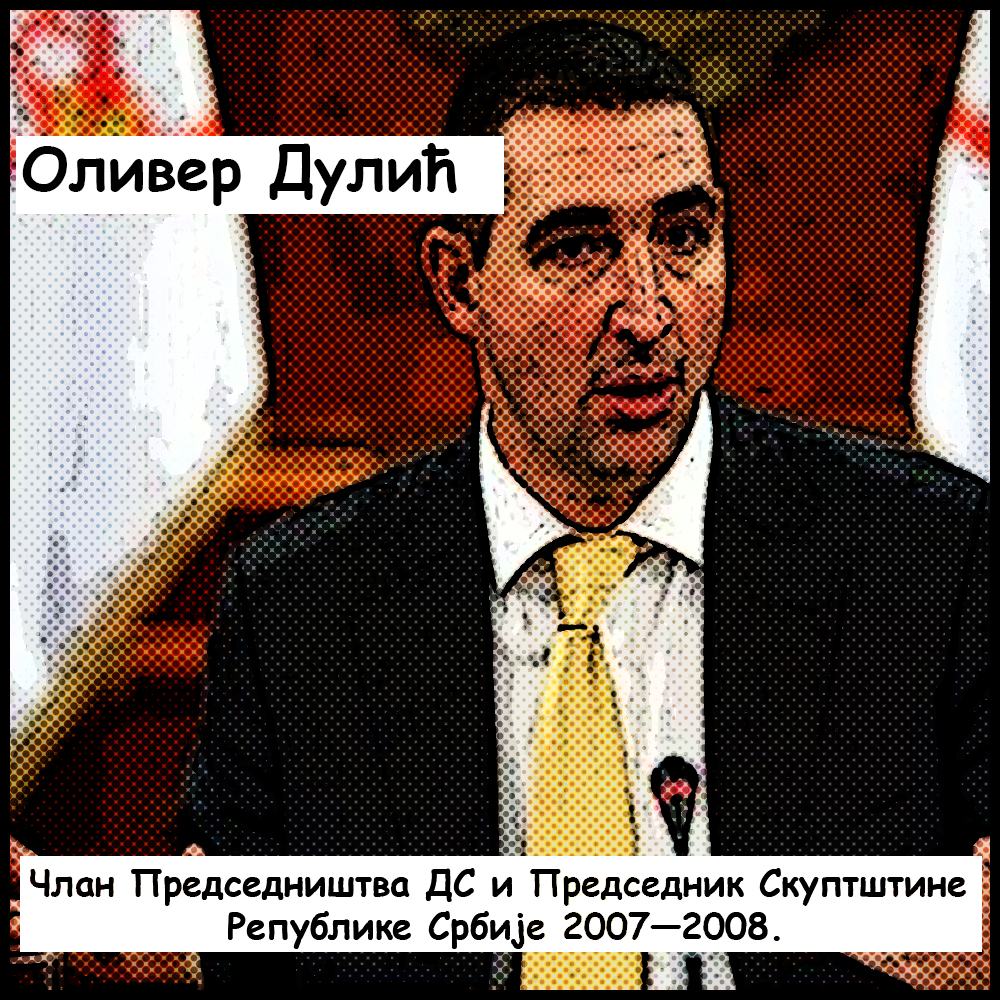 Оливер Дулић
Члан Председништва ДС и Председник Скуптштине
Републике Србије 2007—2008.